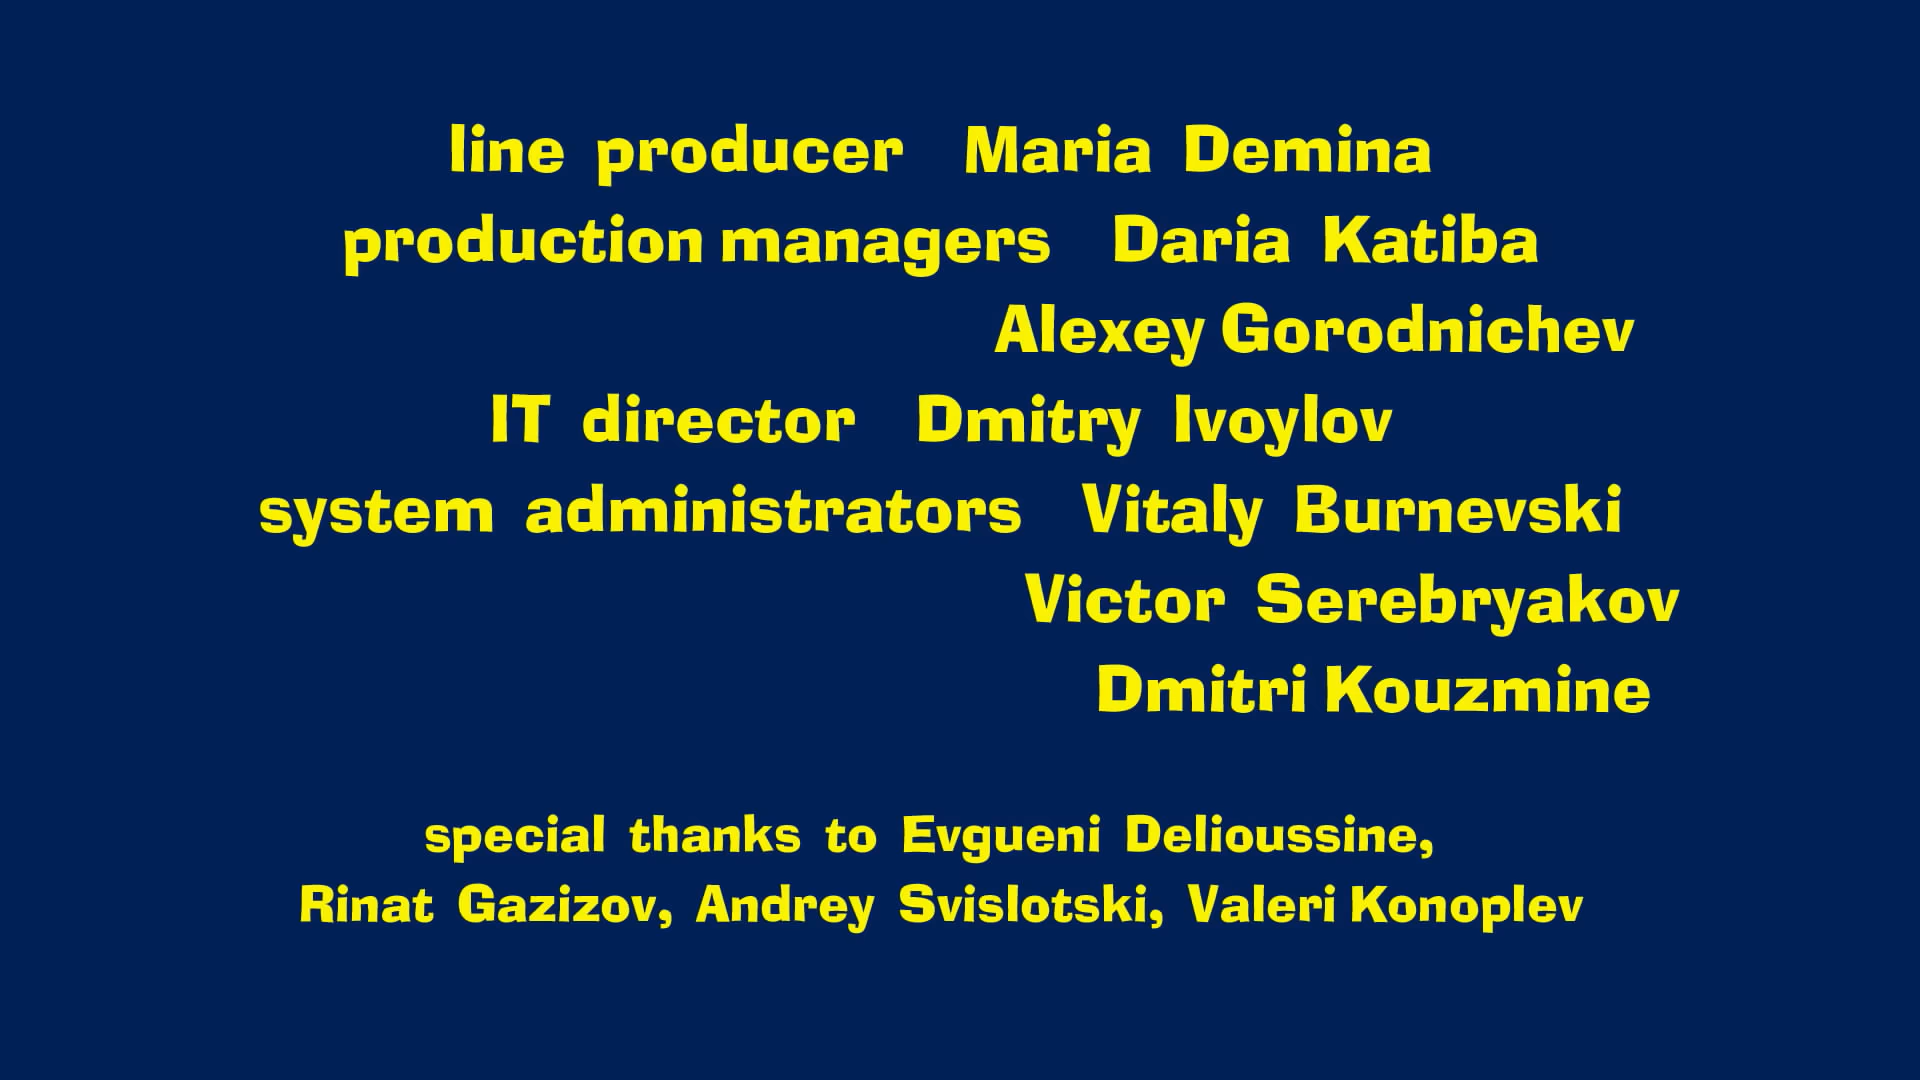 line producer Maria Demina
production managers Daria Katiba
Alexey Gorodnichev
IT director Dmitry Ivoylov
system administrators Vitaly Burnevski
Victor Serebryakov
Dmitri Kouzmine
special thanks to Evgueni Delioussine,
Rinat Gazizov, Andrey Svislotski, Valeri Konoplev